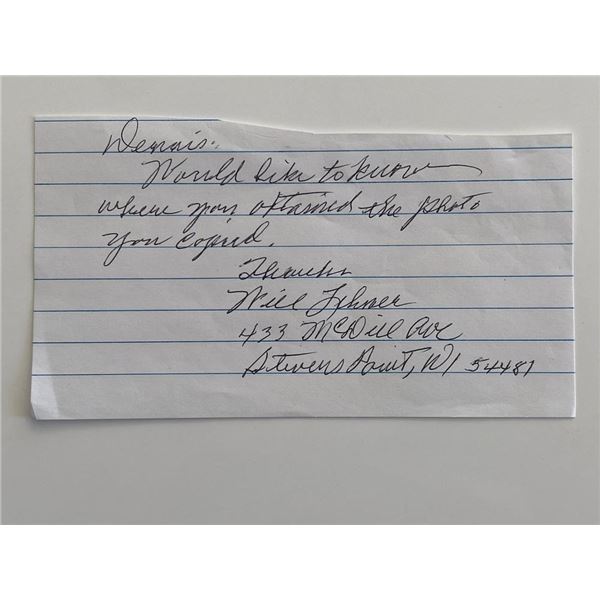 Dennis:
Would like to know
where you obtained the photo
you copied.
Thanks
Will Lehner
433 McDill Ave
Stevens Point, WI 54481